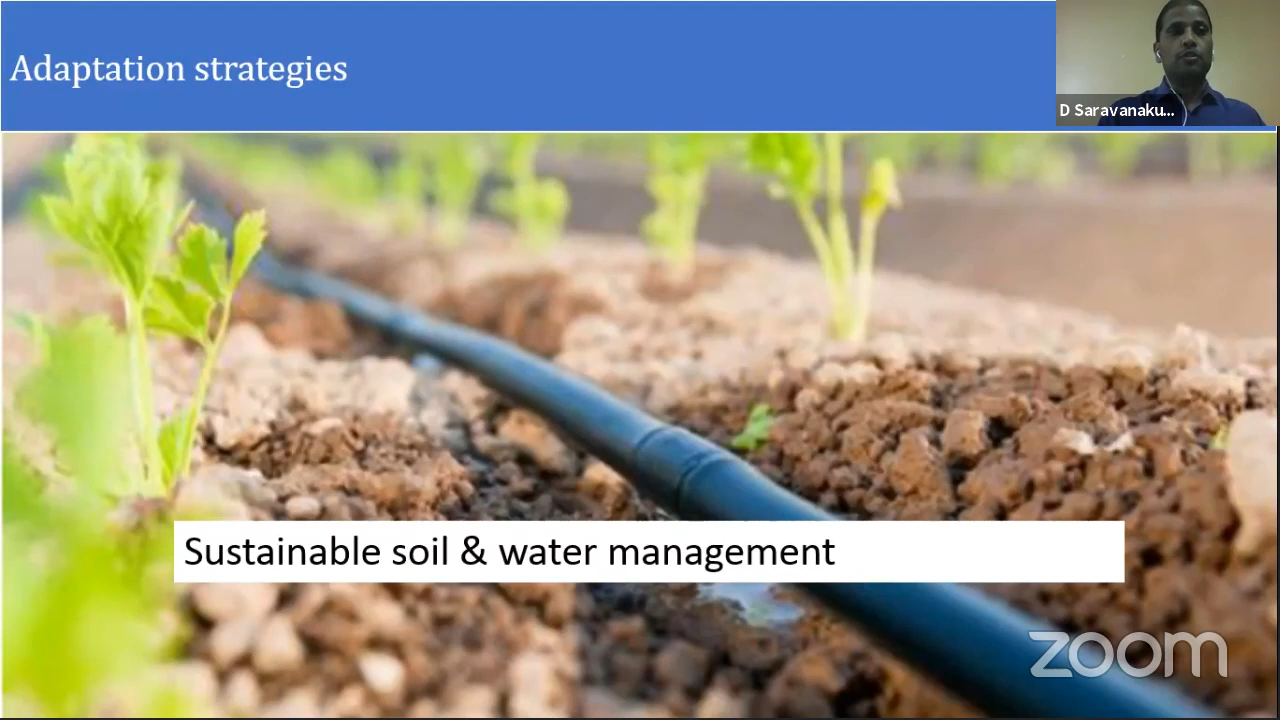 Adaptation strategies
D Saravanaku...
Sustainable soil & water management
zoom